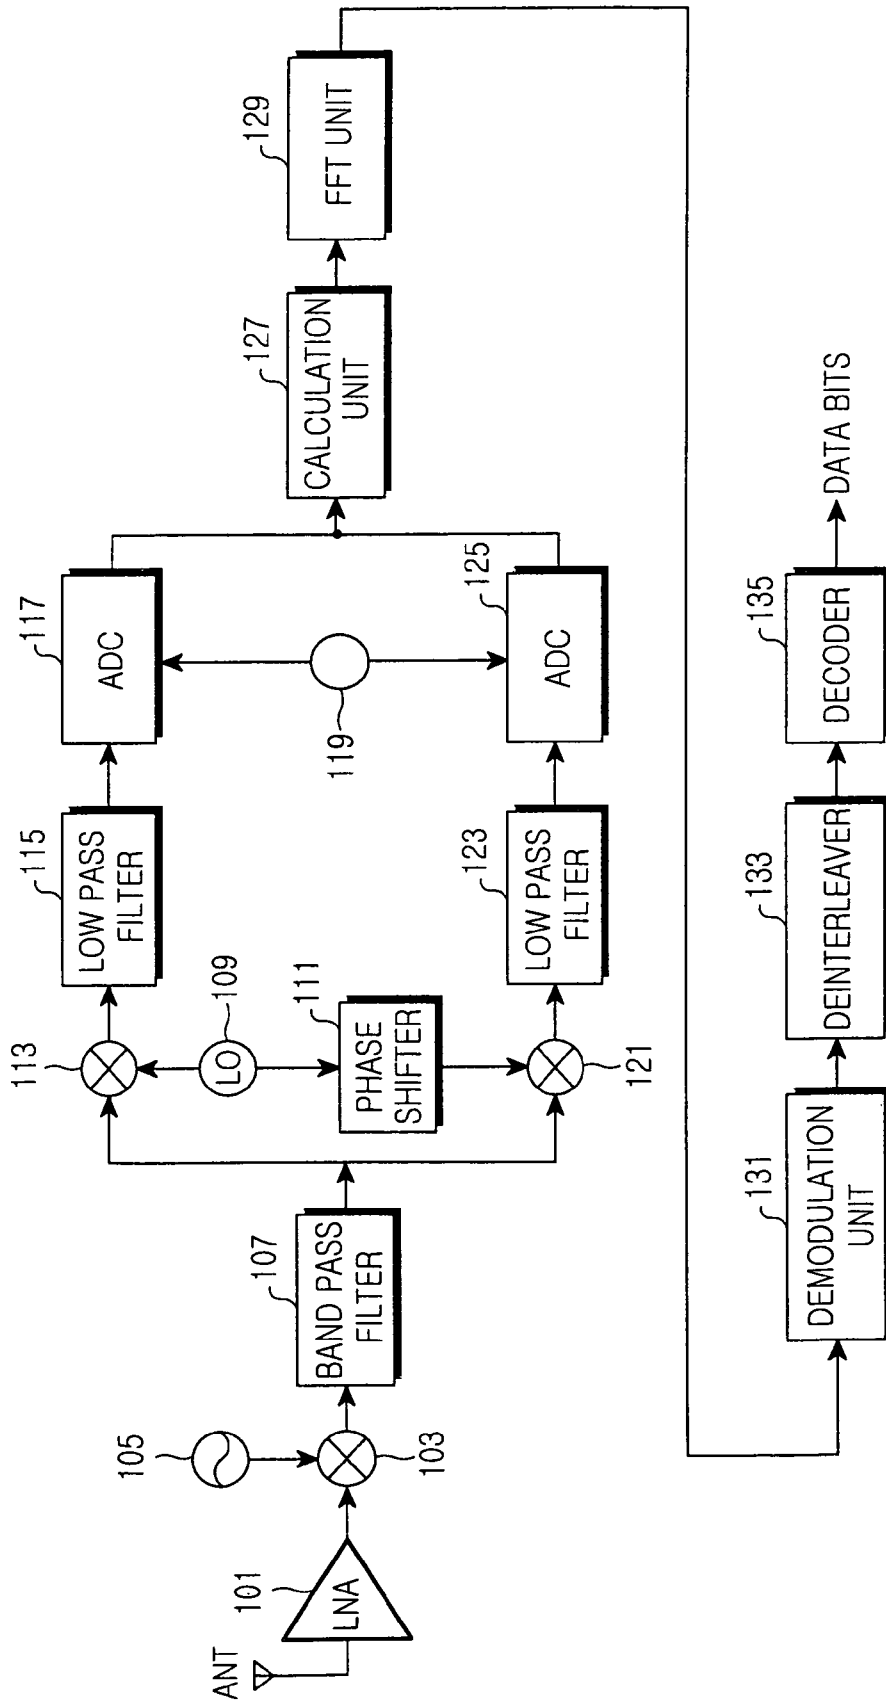 ANT
LNA
101
103
105
BAND PASS
FILTER
107
LO
109
PHASE
SHIFTER
111
113
LOW PASS
FILTER
115
ADC
117
119
121
LOW PASS
FILTER
123
ADC
125
CALCULATION
UNIT
127
FFT UNIT
129
DEMODULATION
UNIT
131
DEINTERLEAVER
133
DECODER
135
DATA BITS